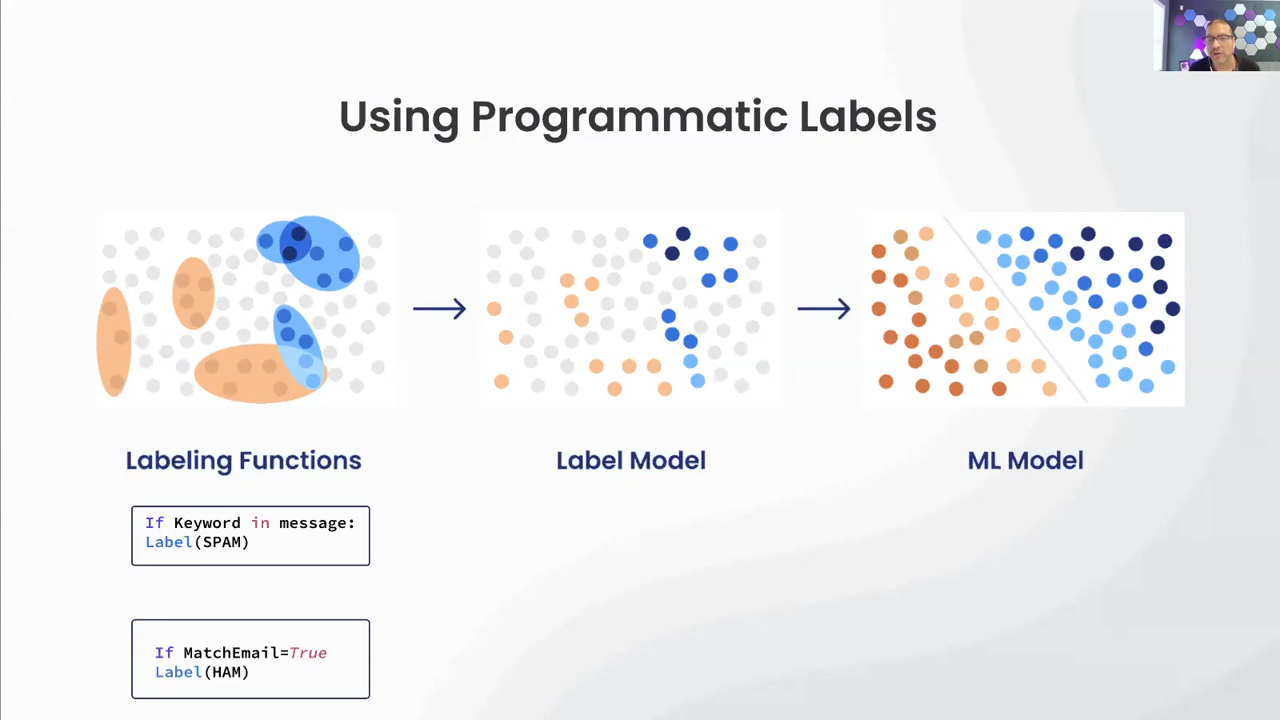 Using Programmatic Labels
Labeling Functions
Label Model
ML Model
If Keyword in message:
Label(SPAM)
If MatchEmail=True
Label(HAM)